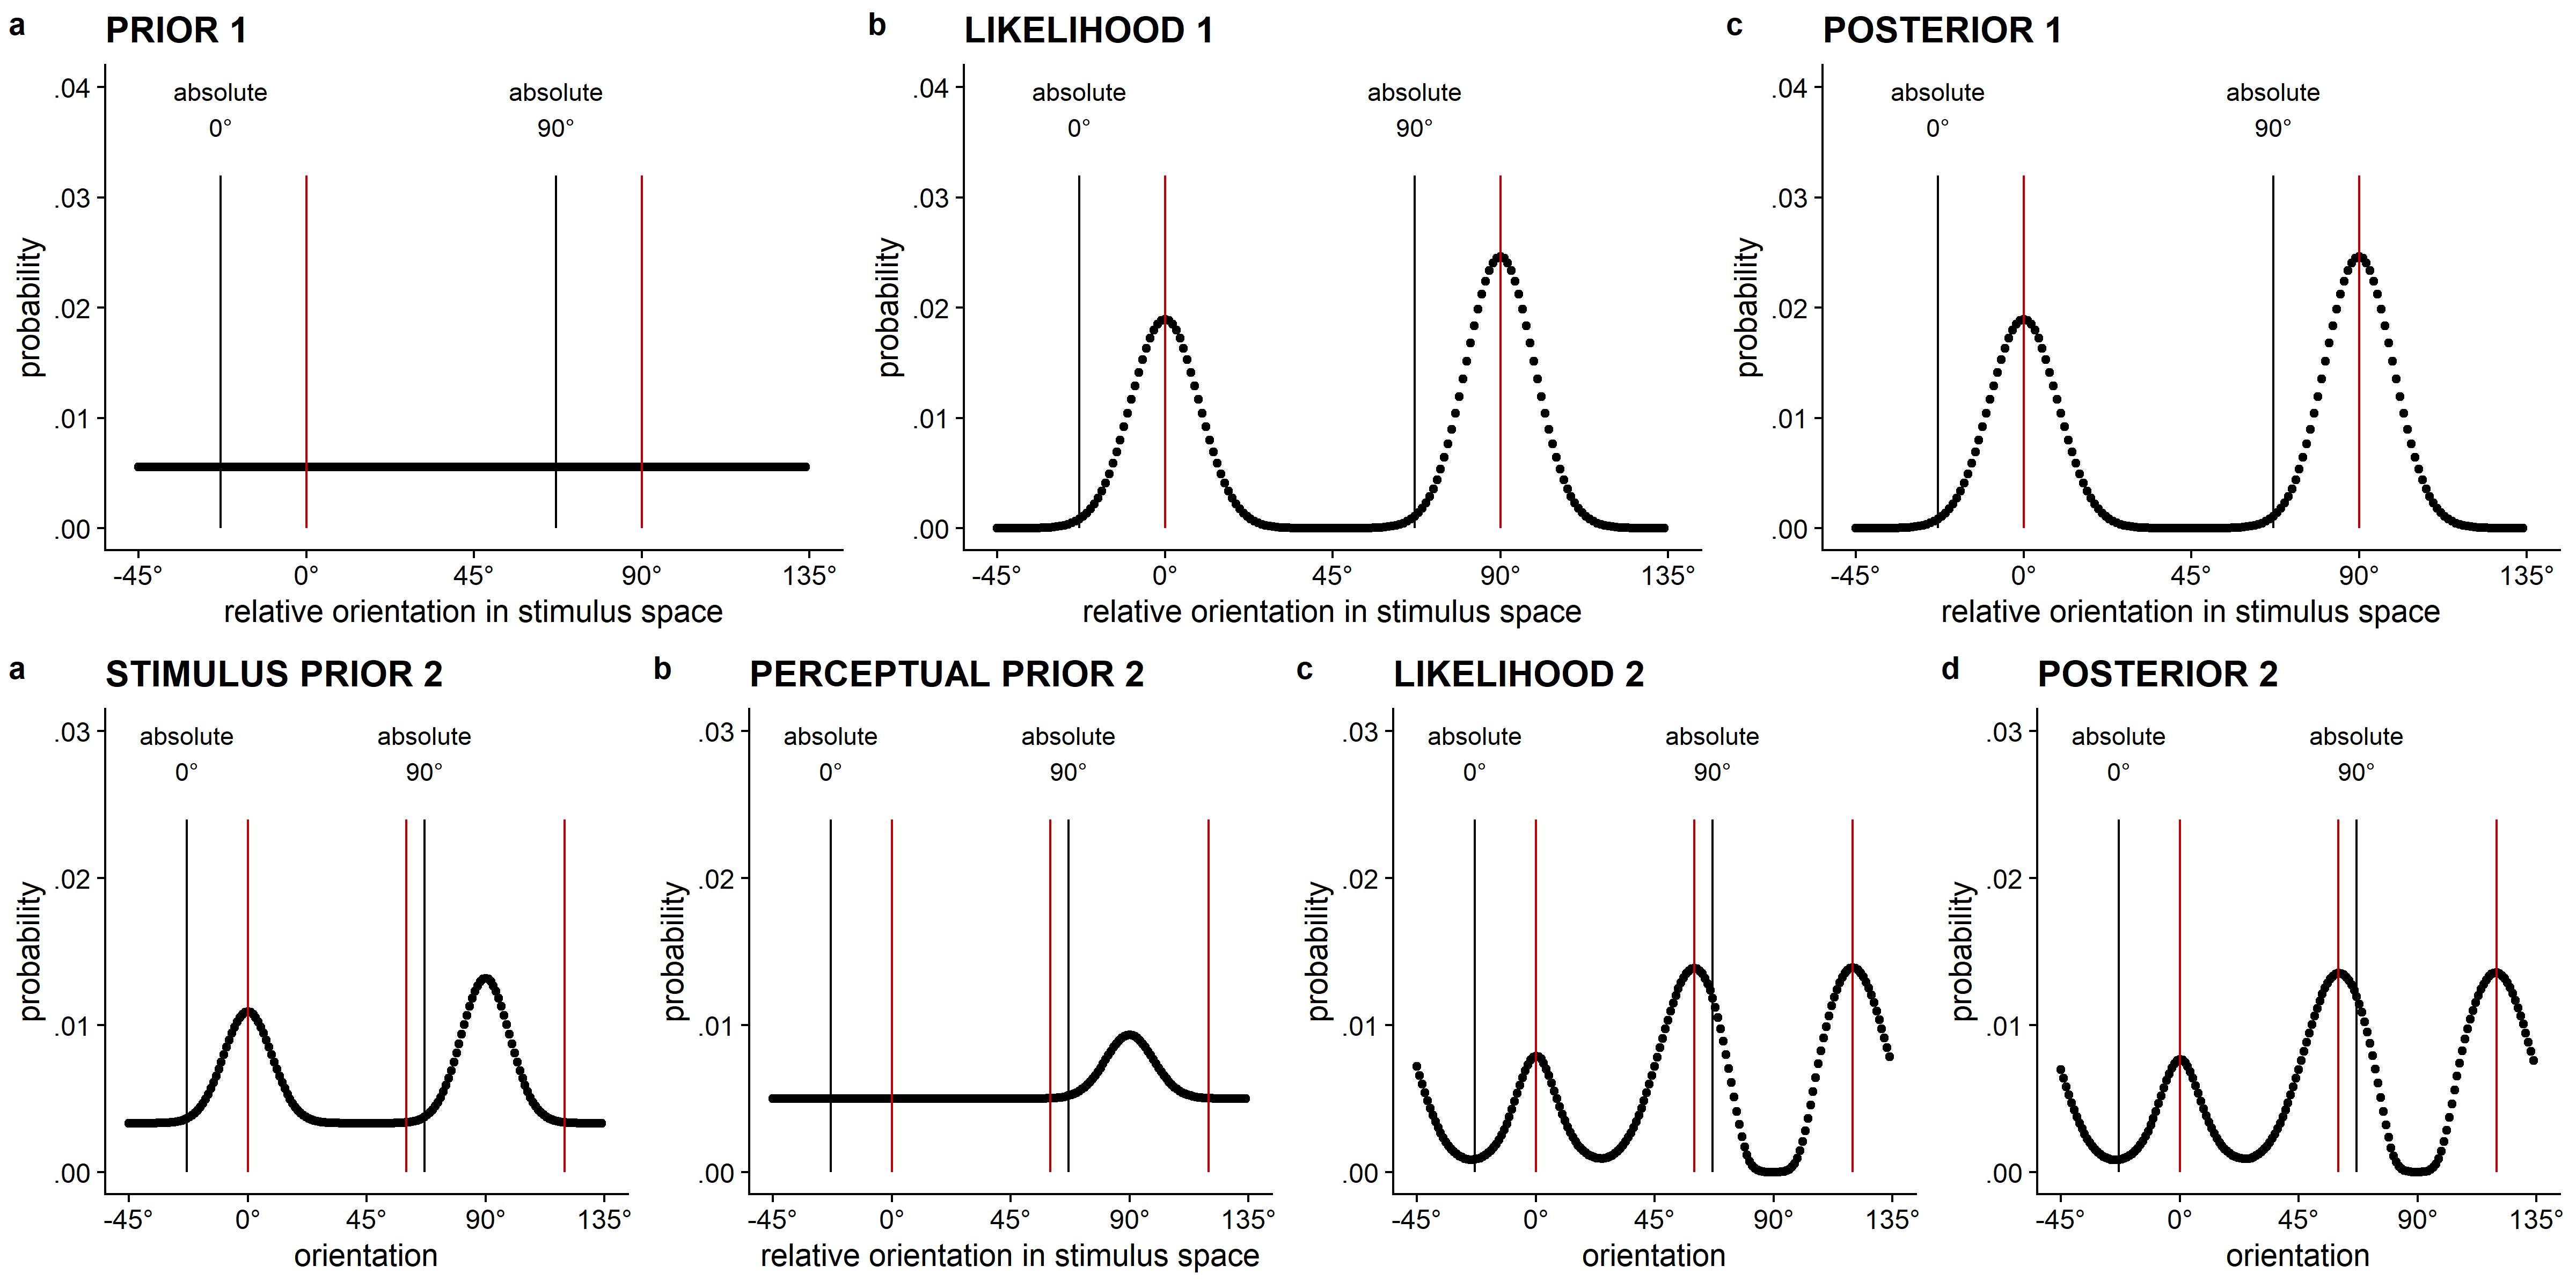 a PRIOR 1
absolute 0°
absolute 90°
.04
.03
.02
.01
.00
probability
-45° 0° 45° 90° 135°
relative orientation in stimulus space
b LIKELIHOOD 1
absolute 0°
absolute 90°
.04
.03
.02
.01
.00
probability
-45° 0° 45° 90° 135°
relative orientation in stimulus space
c POSTERIOR 1
absolute 0°
absolute 90°
.04
.03
.02
.01
.00
probability
-45° 0° 45° 90° 135°
relative orientation in stimulus space
a STIMULUS PRIOR 2
absolute 0°
absolute 90°
.03
.02
.01
.00
probability
-45° 0° 45° 90° 135°
orientation
b PERCEPTUAL PRIOR 2
absolute 0°
absolute 90°
.03
.02
.01
.00
probability
-45° 0° 45° 90° 135°
relative orientation in stimulus space
c LIKELIHOOD 2
absolute 0°
absolute 90°
.03
.02
.01
.00
probability
-45° 0° 45° 90° 135°
orientation
d POSTERIOR 2
absolute 0°
absolute 90°
.03
.02
.01
.00
probability
-45° 0° 45° 90° 135°
orientation